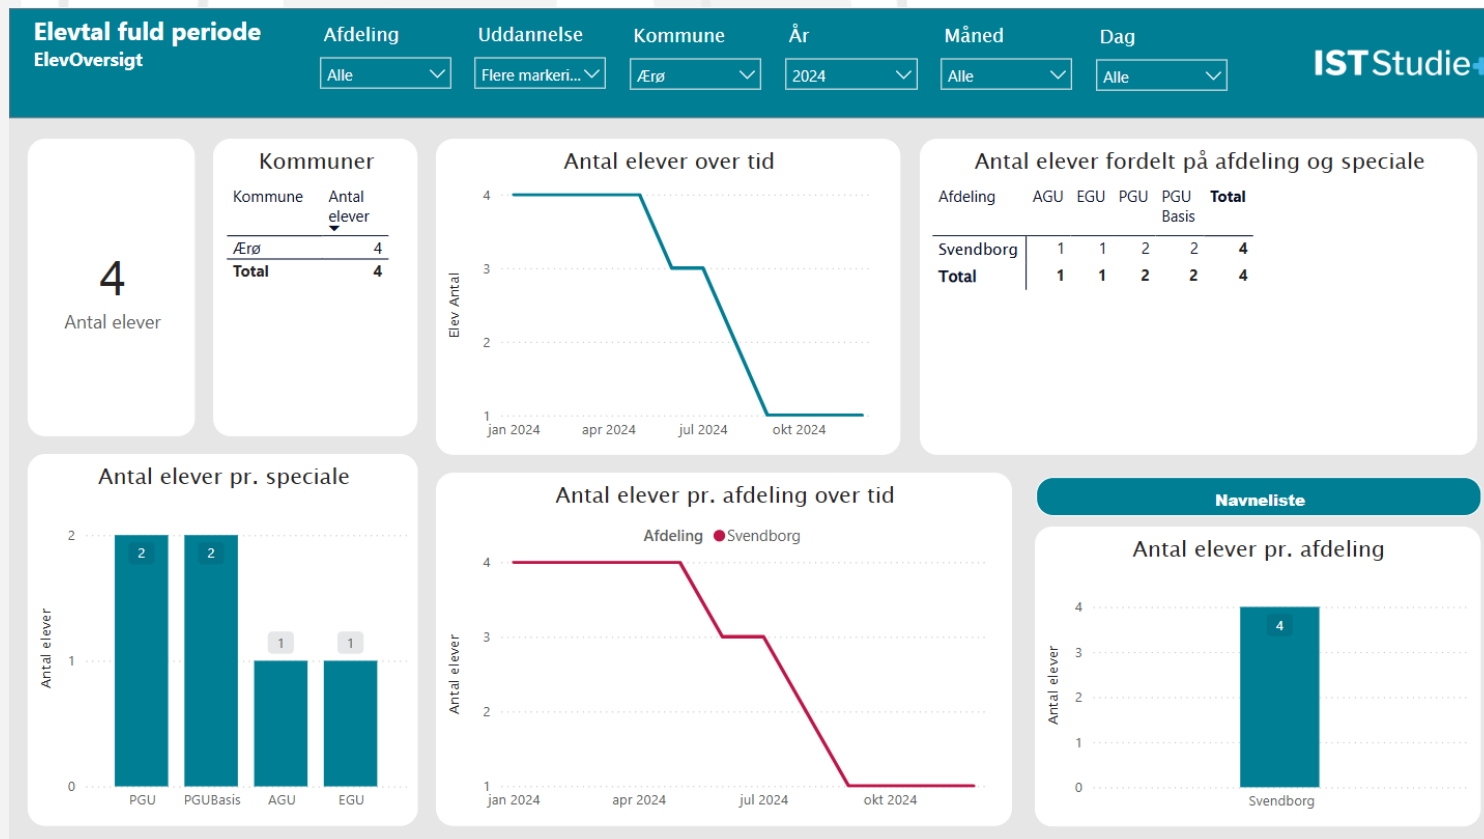 Elevtal fuld periode
ElevOversigt
Afdeling
Alle
Uddannelse
Flere markeri...
Kommune
Ærø
År
2024
Måned
Alle
Dag
Alle
IST Studie+
4
Antal elever
Kommuner
Kommune Antal elever
Ærø 4
Total 4
Antal elever over tid
Elev Antal
4
3
2
1
jan 2024 apr 2024 jul 2024 okt 2024
Antal elever fordelt på afdeling og speciale
Afdeling AGU EGU PGU PGU Basis Total
Svendborg 1 1 2 2 4
Total 1 1 2 2 4
Antal elever pr. speciale
Antal elever
2
1
0
2 2 1 1
PGU PGUBasis AGU EGU
Antal elever pr. afdeling over tid
Afdeling Svendborg
Antal elever
4
3
2
1
jan 2024 apr 2024 jul 2024 okt 2024
Navneliste
Antal elever pr. afdeling
Antal elever
4
3
2
1
0
4
Svendborg